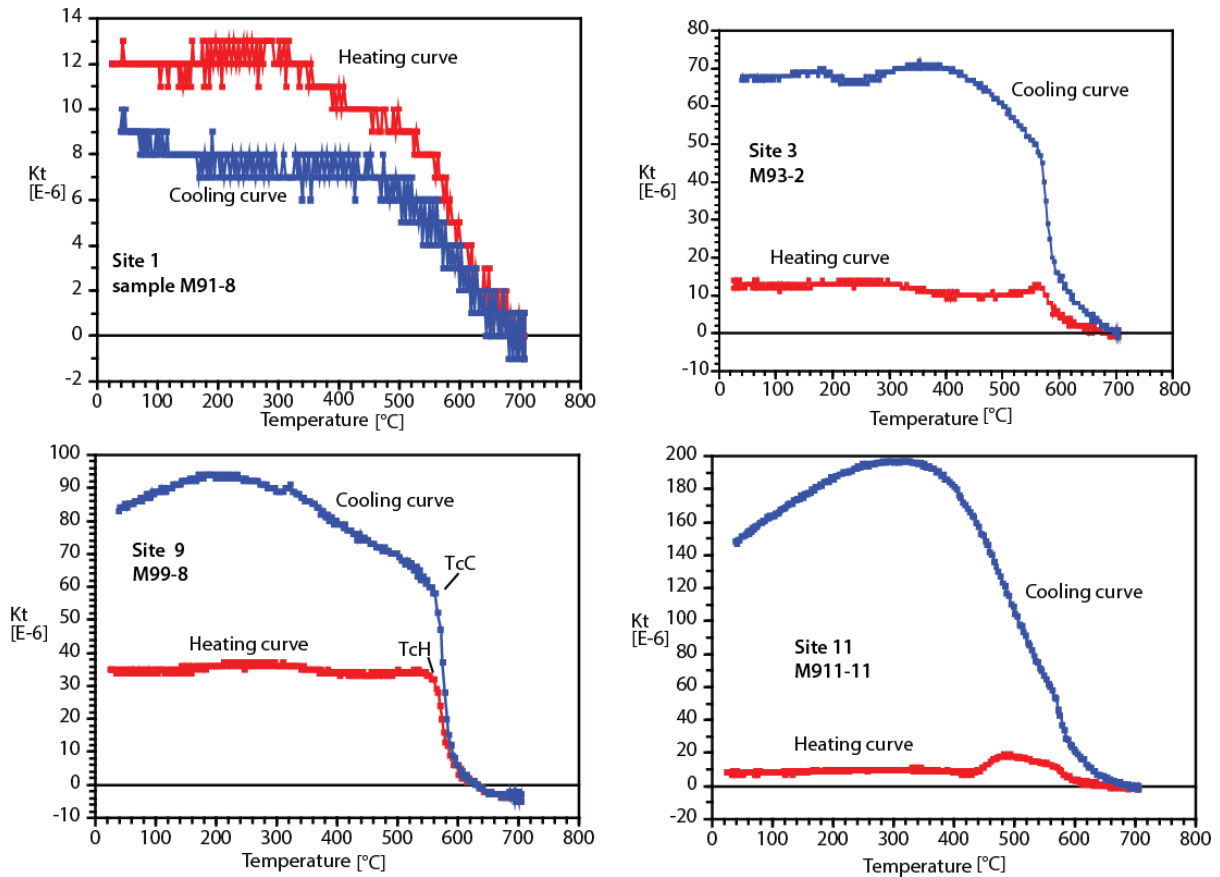 14
12
10
8
6
4
2
0
-2
Kt
[E-6]
Heating curve
Cooling curve
Site 1
sample M91-8
0 100 200 300 400 500 600 700 800
Temperature [°C]
80
70
60
50
40
30
20
10
0
-10
Kt
[E-6]
Cooling curve
Site 3
M93-2
Heating curve
0 100 200 300 400 500 600 700 800
Temperature [°C]
100
90
80
70
60
50
40
30
20
10
0
-10
Kt
[E-6]
Cooling curve
Site 9
M99-8
TcC
Heating curve
TcH
0 100 200 300 400 500 600 700 800
Temperature [°C]
200
180
160
140
120
100
80
60
40
20
0
-20
Kt
[E-6]
Cooling curve
Site 11
M911-11
Heating curve
0 100 200 300 400 500 600 700 800
Temperature [°C]